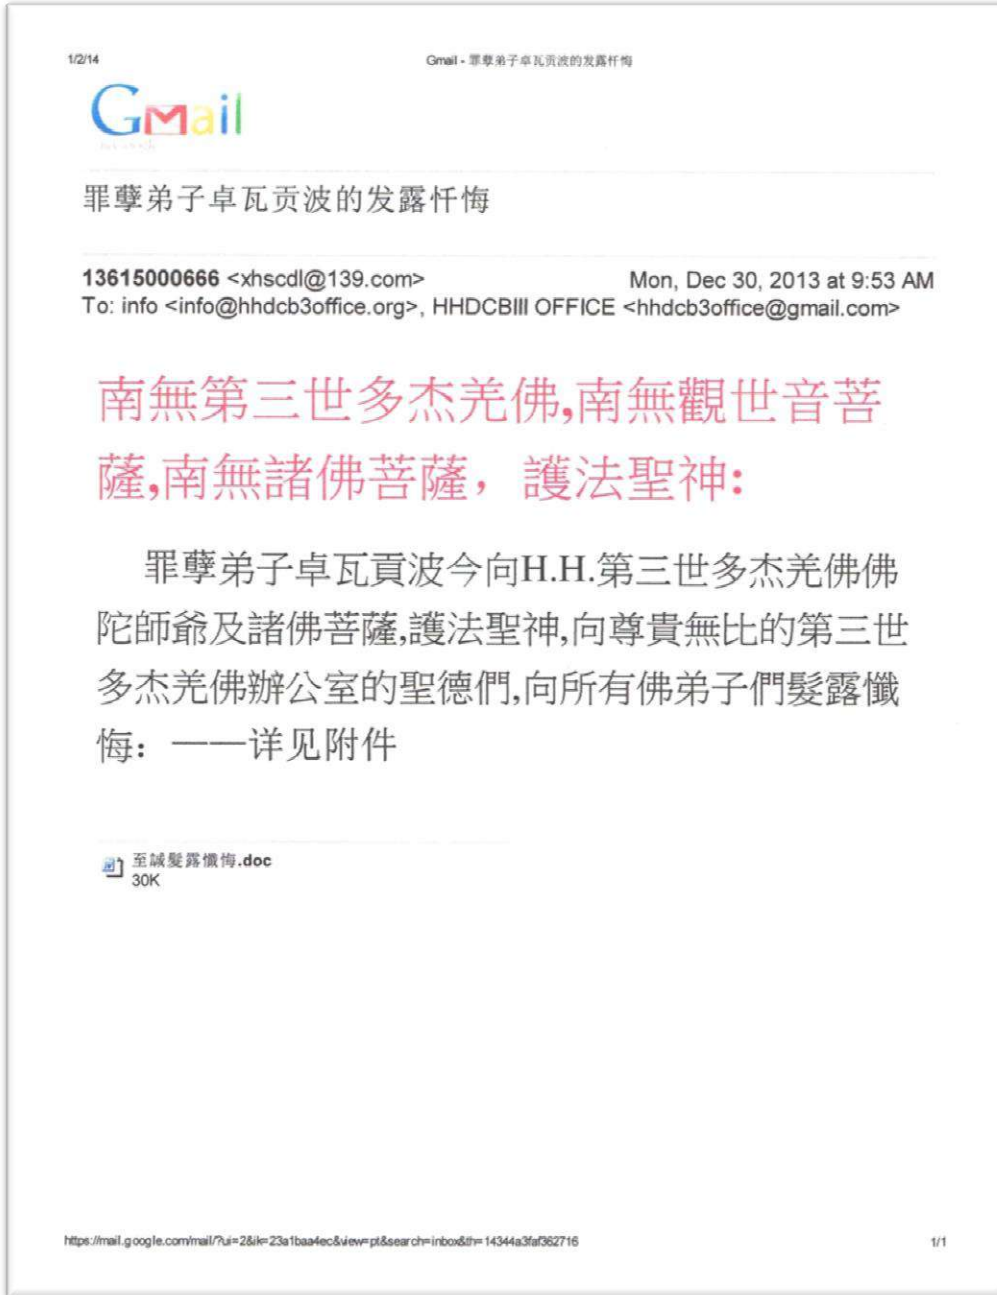 1/2/14 Gmail - 罪孽弟子卓瓦贡波的发露忏悔
Gmail
罪孽弟子卓瓦贡波的发露忏悔
13615000666 <xhscdl@139.com> Mon, Dec 30, 2013 at 9:53 AM
To: info <info@hhdcb3office.org>, HHDCBIII OFFICE <hhdcb3office@gmail.com>
南無第三世多杰羌佛,南無觀世音菩
薩,南無諸佛菩薩，護法聖神:
罪孽弟子卓瓦貢波今向H.H.第三世多杰羌佛佛
陀師爺及諸佛菩薩,護法聖神,向尊貴無比的第三世
多杰羌佛辦公室的聖德們,向所有佛弟子們髮露懺
悔：——详见附件
至誠髮露懺悔.doc
30K
https://mail.google.com/mail/?ui=2&ik=23a1baa4ec&view=pt&search=inbox&th=14344a3faf362716 1/1